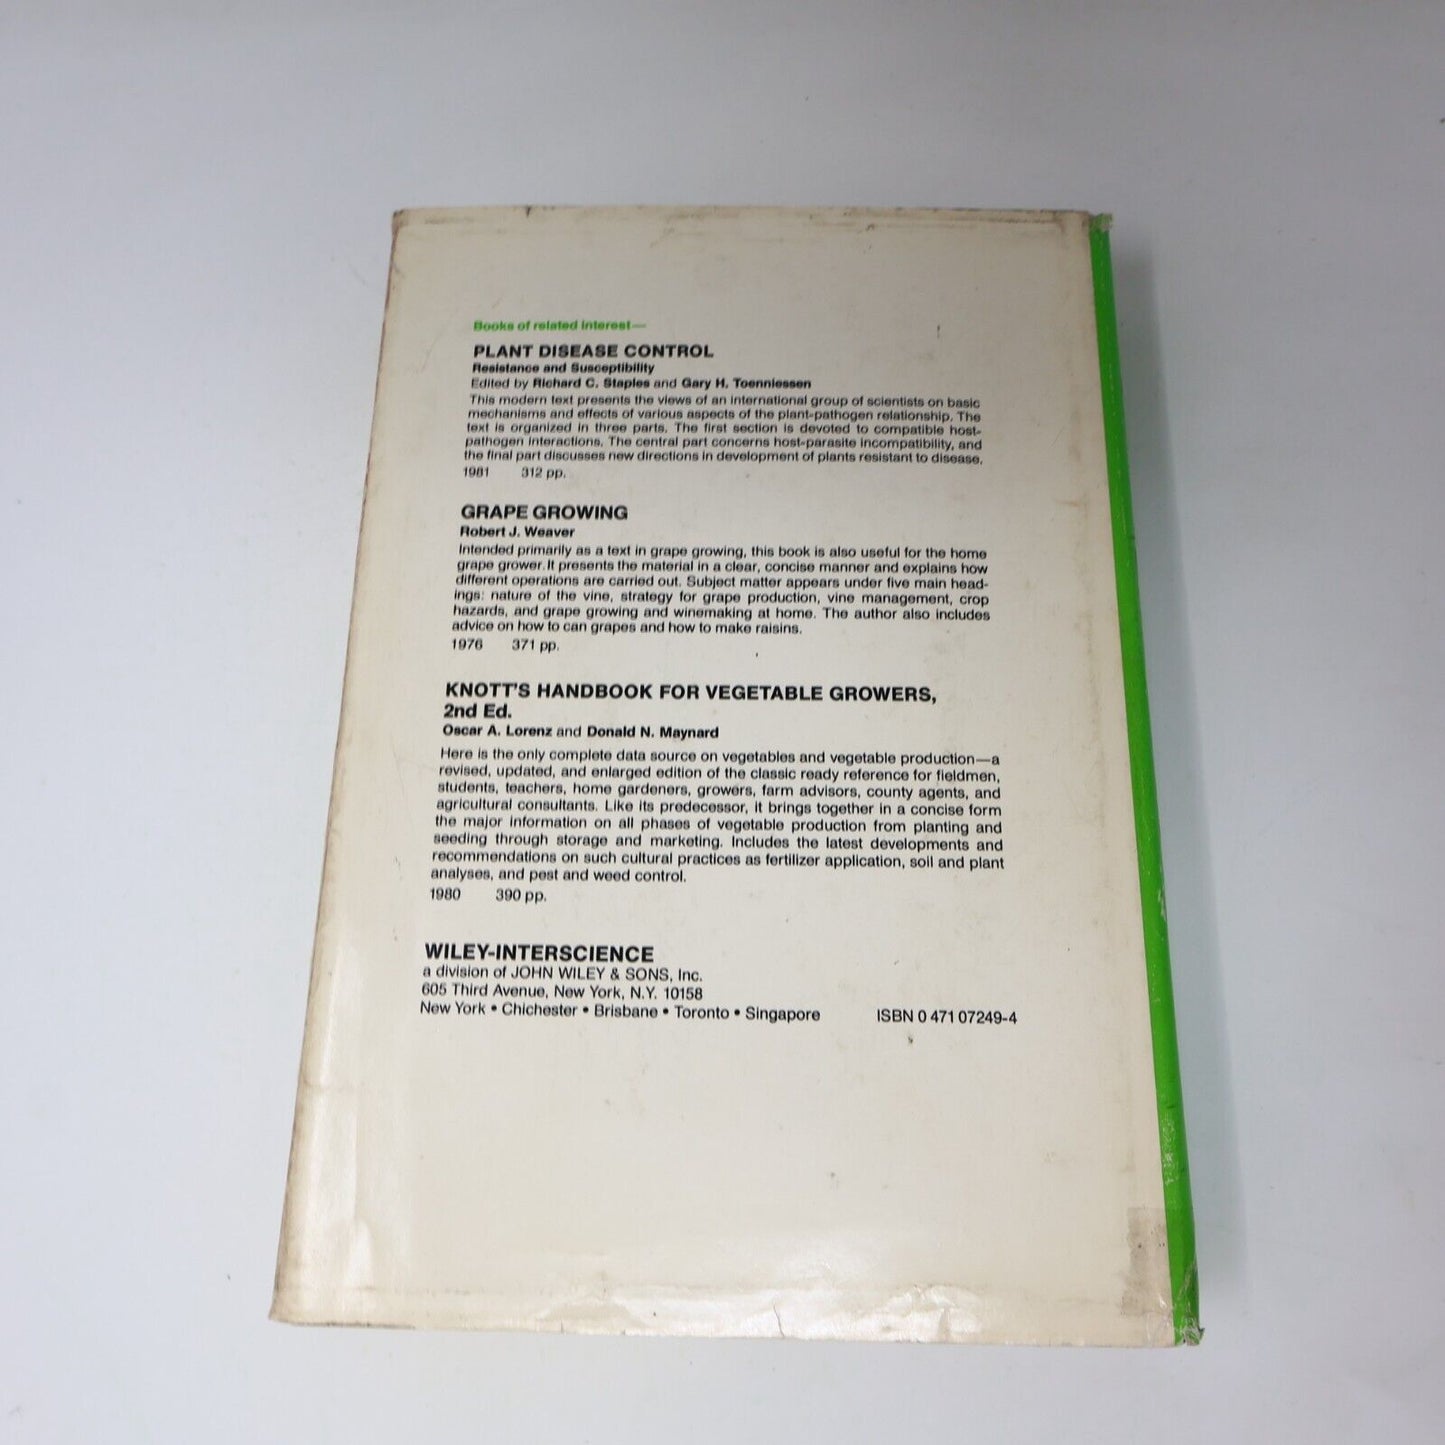 Books of related interest—
PLANT DISEASE CONTROL
Resistance and Susceptibility
Edited by Richard C. Staples and Gary H. Toenniessen
This modern text presents the views of an international group of scientists on basic
mechanisms and effects of various aspects of the plant-pathogen relationship. The
text is organized in three parts. The first section is devoted to compatible host-
pathogen interactions. The central part concerns host-parasite incompatibility, and
the final part discusses new directions in development of plants resistant to disease.
1981 312 pp.
GRAPE GROWING
Robert J. Weaver
Intended primarily as a text in grape growing, this book is also useful for the home
grape grower. It presents the material in a clear, concise manner and explains how
different operations are carried out. Subject matter appears under five main head-
ings: nature of the vine, strategy for grape production, vine management, crop
hazards, and grape growing and winemaking at home. The author also includes
advice on how to can grapes and how to make raisins.
1976 371 pp.
KNOTT'S HANDBOOK FOR VEGETABLE GROWERS,
2nd Ed.
Oscar A. Lorenz and Donald N. Maynard
Here is the only complete data source on vegetables and vegetable production—a
revised, updated, and enlarged edition of the classic ready reference for fieldmen,
students, teachers, home gardeners, growers, farm advisors, county agents, and
agricultural consultants. Like its predecessor, it brings together in a concise form
the major information on all phases of vegetable production from planting and
seeding through storage and marketing. Includes the latest developments and
recommendations on such cultural practices as fertilizer application, soil and plant
analyses, and pest and weed control.
1980 390 pp.
WILEY-INTERSCIENCE
a division of JOHN WILEY & SONS, Inc.
605 Third Avenue, New York, N.Y. 10158
New York • Chichester • Brisbane • Toronto • Singapore ISBN 0 471 07249-4